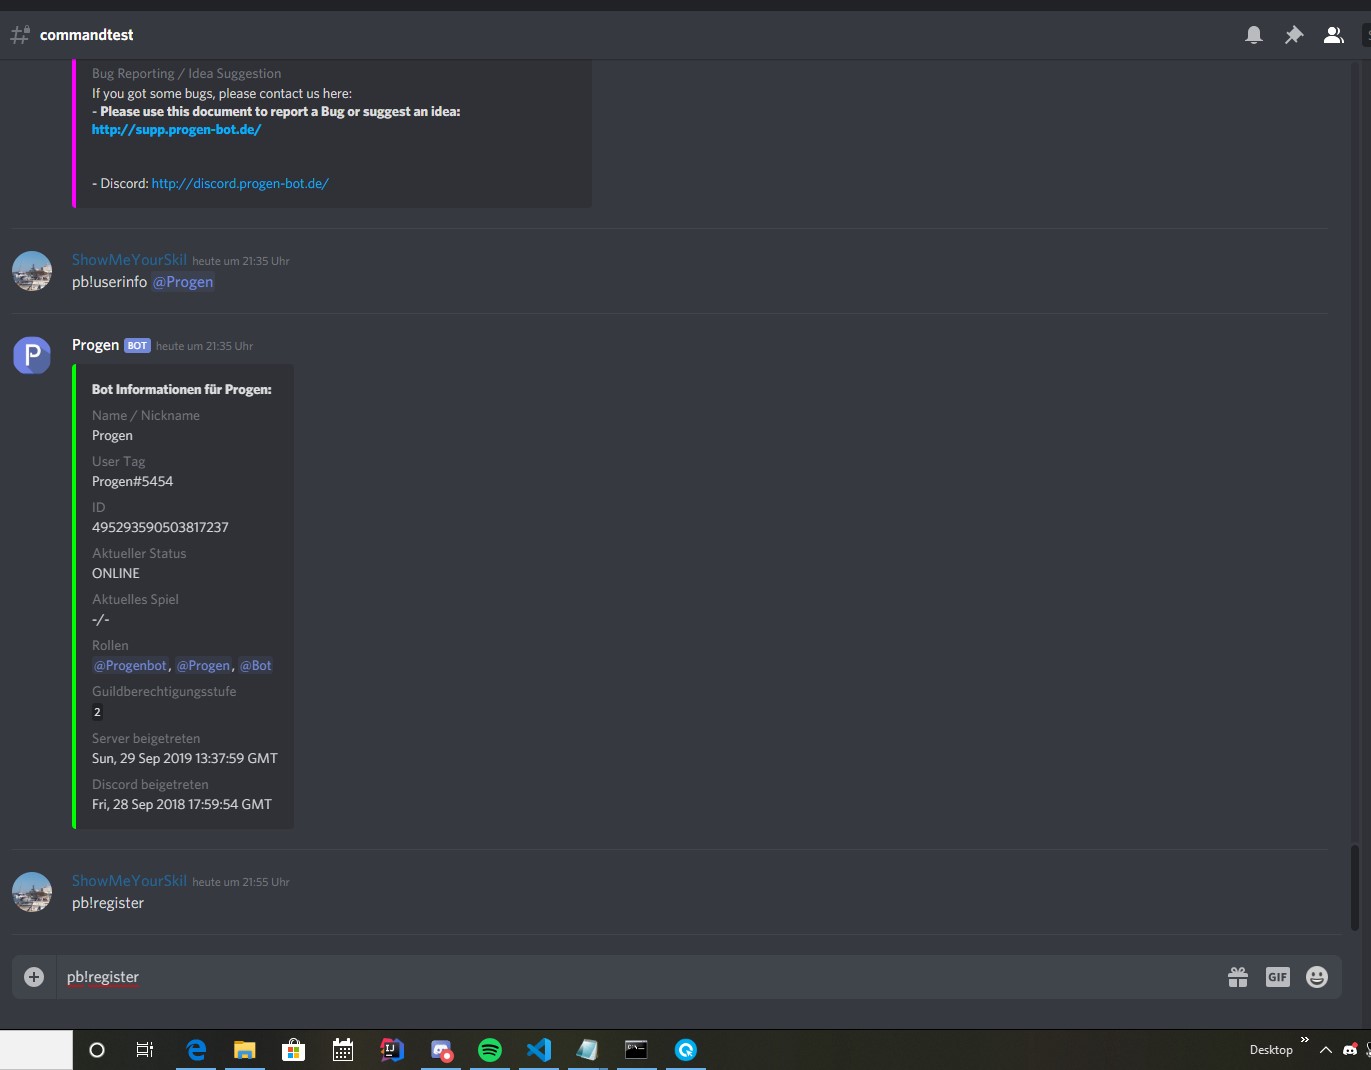 commandtest
Bug Reporting / Idea Suggestion
If you got some bugs, please contact us here:
- Please use this document to report a Bug or suggest an idea:
http://supp.progen-bot.de/
- Discord: http://discord.progen-bot.de/
ShowMeYourSkil heute um 21:35 Uhr
pb!userinfo @Progen
Progen BOT heute um 21:35 Uhr
Bot Informationen für Progen:
Name / Nickname
Progen
User Tag
Progen#5454
ID
495293590503817237
Aktueller Status
ONLINE
Aktuelles Spiel
-/-
Rollen
@Progenbot, @Progen, @Bot
Guildberechtigungsstufe
2
Server beigetreten
Sun, 29 Sep 2019 13:37:59 GMT
Discord beigetreten
Fri, 28 Sep 2018 17:59:54 GMT
ShowMeYourSkil heute um 21:55 Uhr
pb!register
pb!register
GIF
Desktop